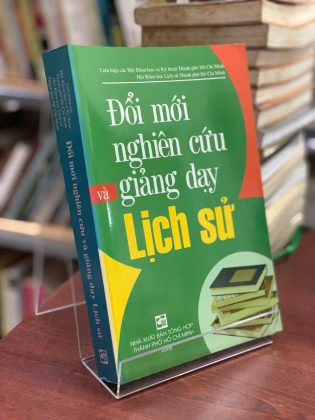 Liên hiệp các Hội Khoa học và Kỹ thuật Thành phố Hồ Chí Minh
Hội Khoa học Lịch sử Thành phố Hồ Chí Minh
Đổi mới
nghiên cứu
và giảng dạy
Lịch sử
NHÀ XUẤT BẢN TỔNG HỢP
THÀNH PHỐ HỒ CHÍ MINH
Đổi mới nghiên cứu và giảng dạy Lịch sử